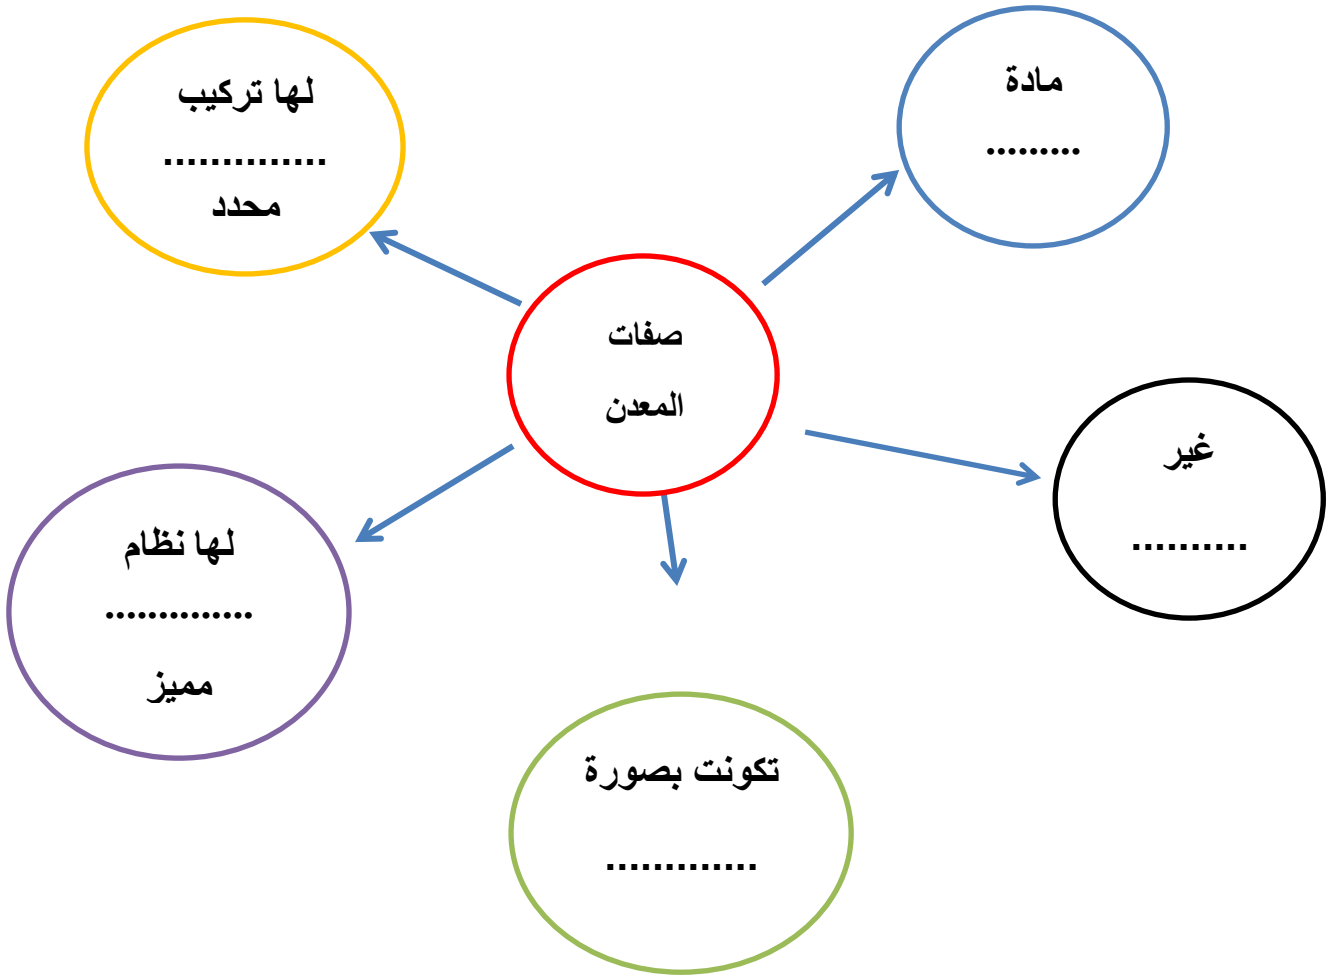 مادة
.........
لها تركيب
..............
محدد
صفات
المعدن
غير
..........
لها نظام
..............
مميز
تكونت بصورة
.............